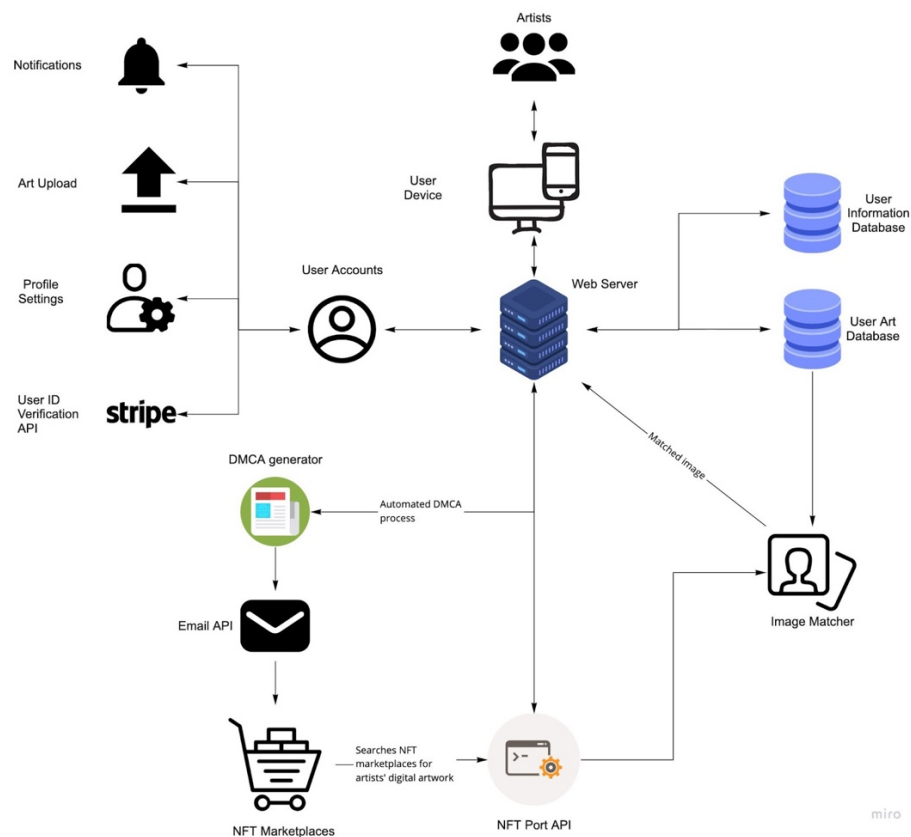 Artists
Notifications
User
Device
Art Upload
User
Information
Database
Profile
Settings
User Accounts
Web Server
User Art
Database
User ID
Verification
API
stripe
Matched image
DMCA generator
Automated DMCA
process
Email API
Image Matcher
Searches NFT
marketplaces for
artists' digital artwork
NFT Marketplaces
NFT Port API
miro